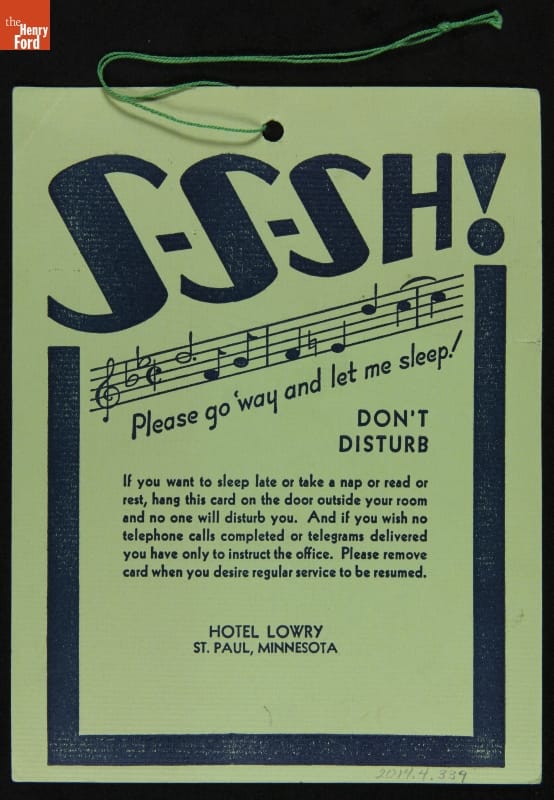 the
Henry
Ford
S-S-SH!
Please go 'way and let me sleep!
DON'T
DISTURB
If you want to sleep late or take a nap or read or
rest, hang this card on the door outside your room
and no one will disturb you. And if you wish no
telephone calls completed or telegrams delivered
you have only to instruct the office. Please remove
card when you desire regular service to be resumed.
HOTEL LOWRY
ST. PAUL, MINNESOTA
2014.4.339